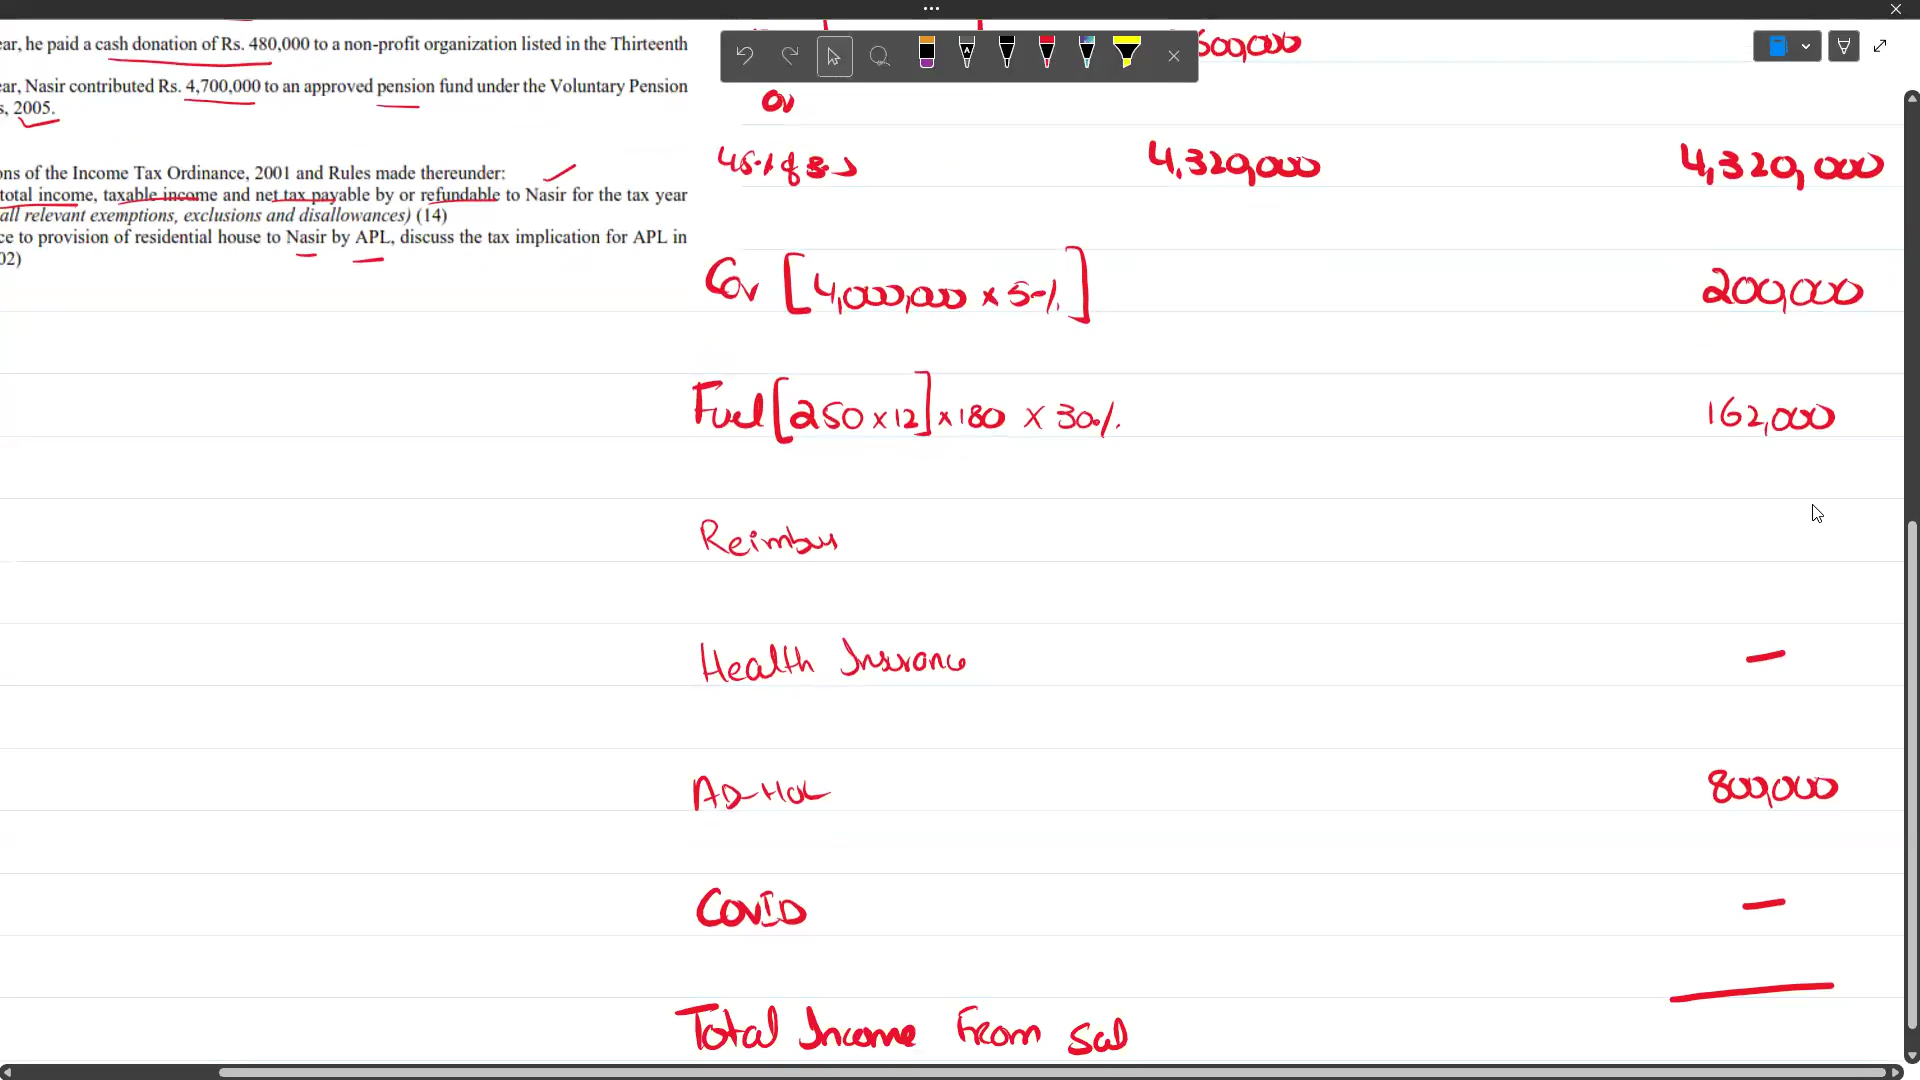 ear, he paid a cash donation of Rs. 480,000 to a non-profit organization listed in the Thirteenth
ear, Nasir contributed Rs. 4,700,000 to an approved pension fund under the Voluntary Pension
s, 2005.
ons of the Income Tax Ordinance, 2001 and Rules made thereunder:
total income, taxable income and net tax payable by or refundable to Nasir for the tax year
all relevant exemptions, exclusions and disallowances) (14)
ce to provision of residential house to Nasir by APL, discuss the tax implication for APL in
02)
or
45% of 4,320,000 4,320,000
Car [4,000,000 x 5%] 200,000
Fuel [250 x 12] x 180 x 30% 162,000
Reimbus
Health Insurance —
AD-Hoc 800,000
COVID —
Total Income From Sal